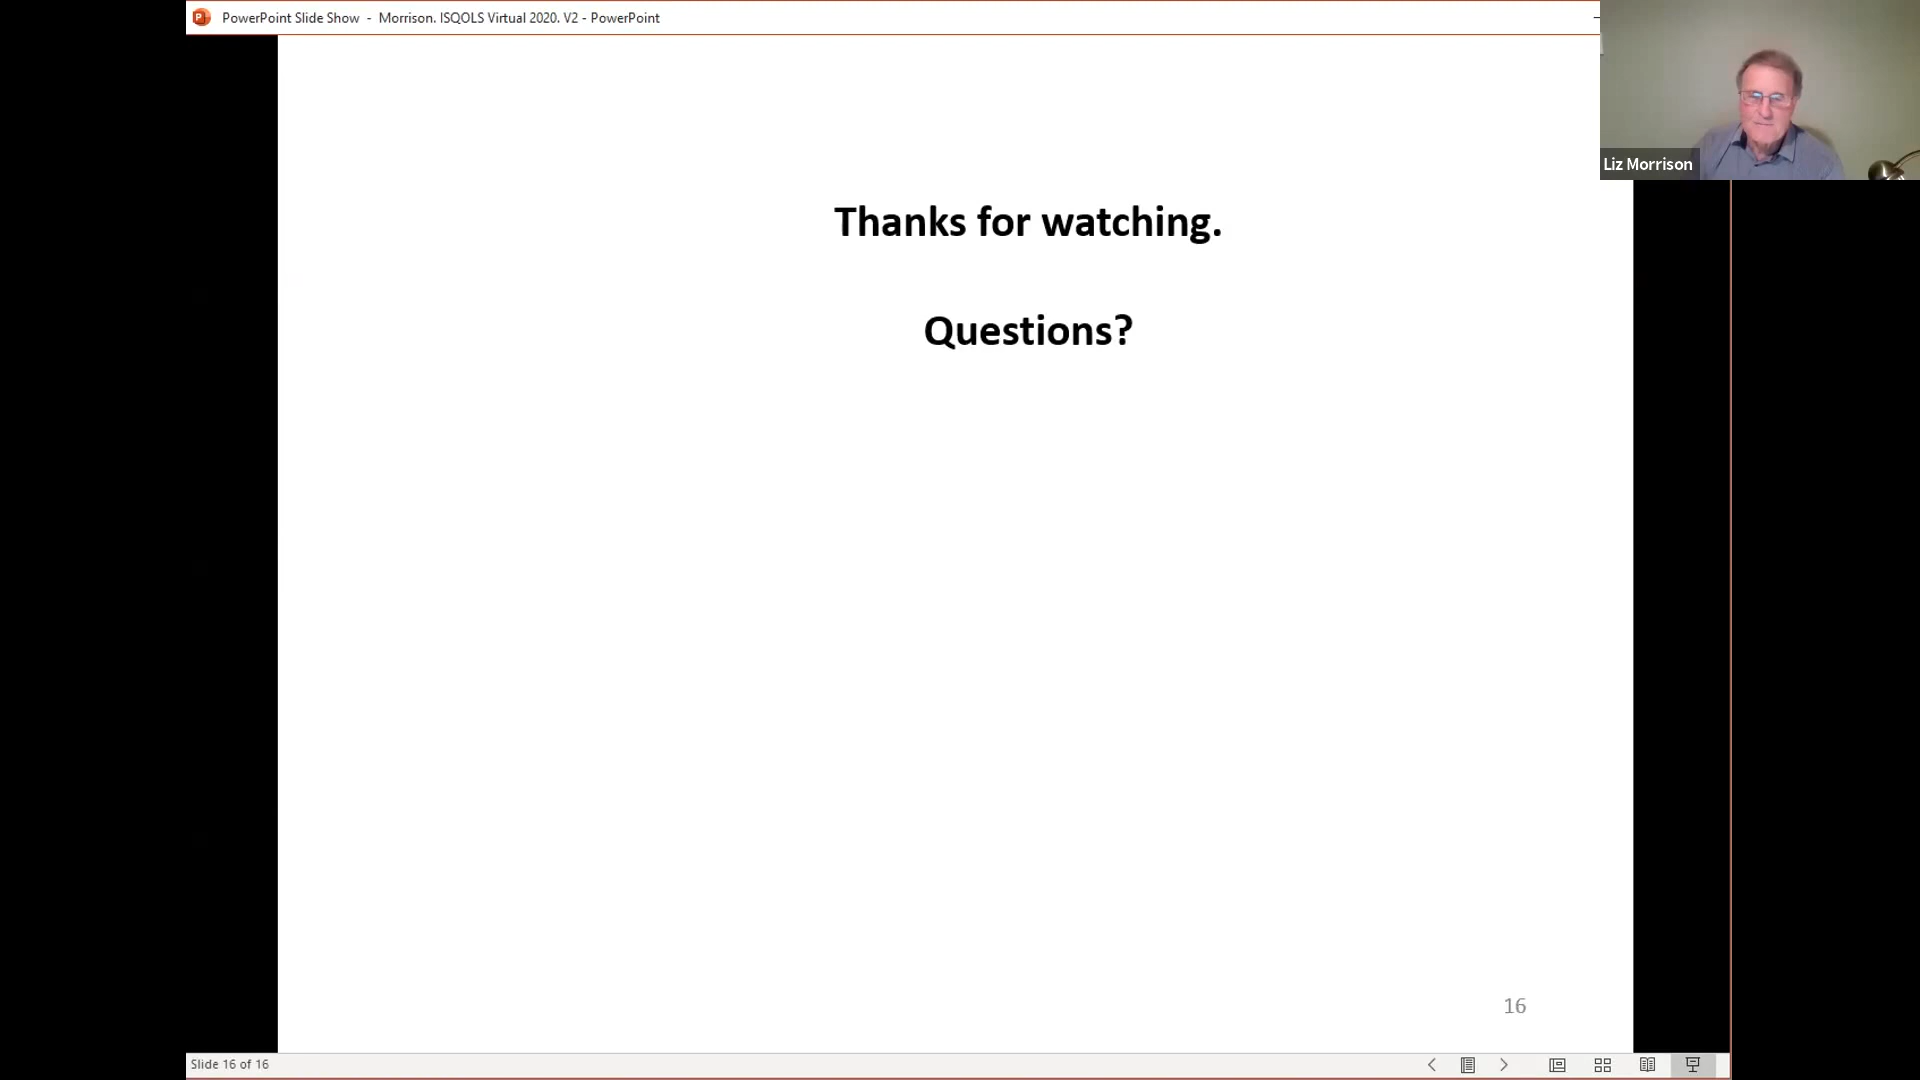 PowerPoint Slide Show - Morrison. ISQOLS Virtual 2020. V2 - PowerPoint
Liz Morrison
Thanks for watching.
Questions?
16
Slide 16 of 16